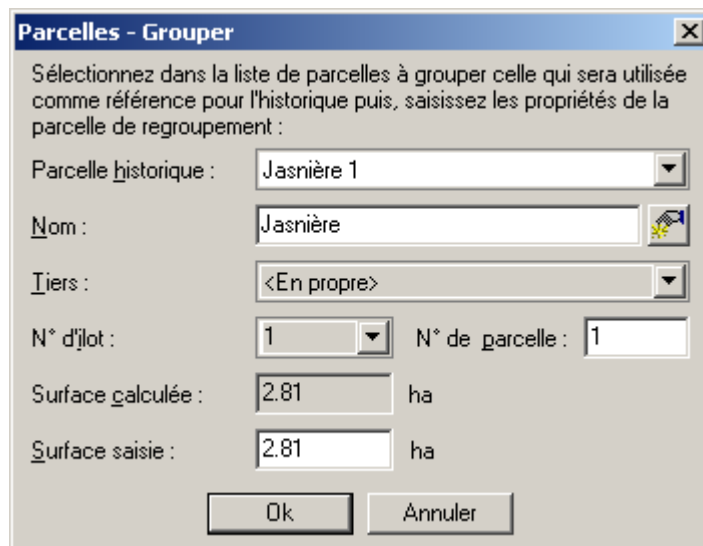 Parcelles - Grouper
Sélectionnez dans la liste de parcelles à grouper celle qui sera utilisée
comme référence pour l'historique puis, saisissez les propriétés de la
parcelle de regroupement :
Parcelle historique : Jasnière 1
Nom : Jasnière
Tiers : <En propre>
N° d'ilot : 1 N° de parcelle : 1
Surface calculée : 2.81 ha
Surface saisie : 2.81 ha
Ok Annuler